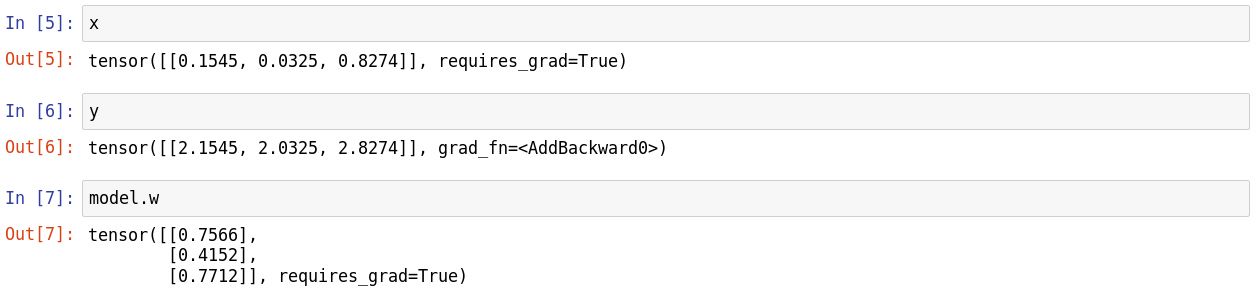 In [5]: x
Out[5]: tensor([[0.1545, 0.0325, 0.8274]], requires_grad=True)
In [6]: y
Out[6]: tensor([[2.1545, 2.0325, 2.8274]], grad_fn=<AddBackward0>)
In [7]: model.w
Out[7]: tensor([[0.7566],
[0.4152],
[0.7712]], requires_grad=True)